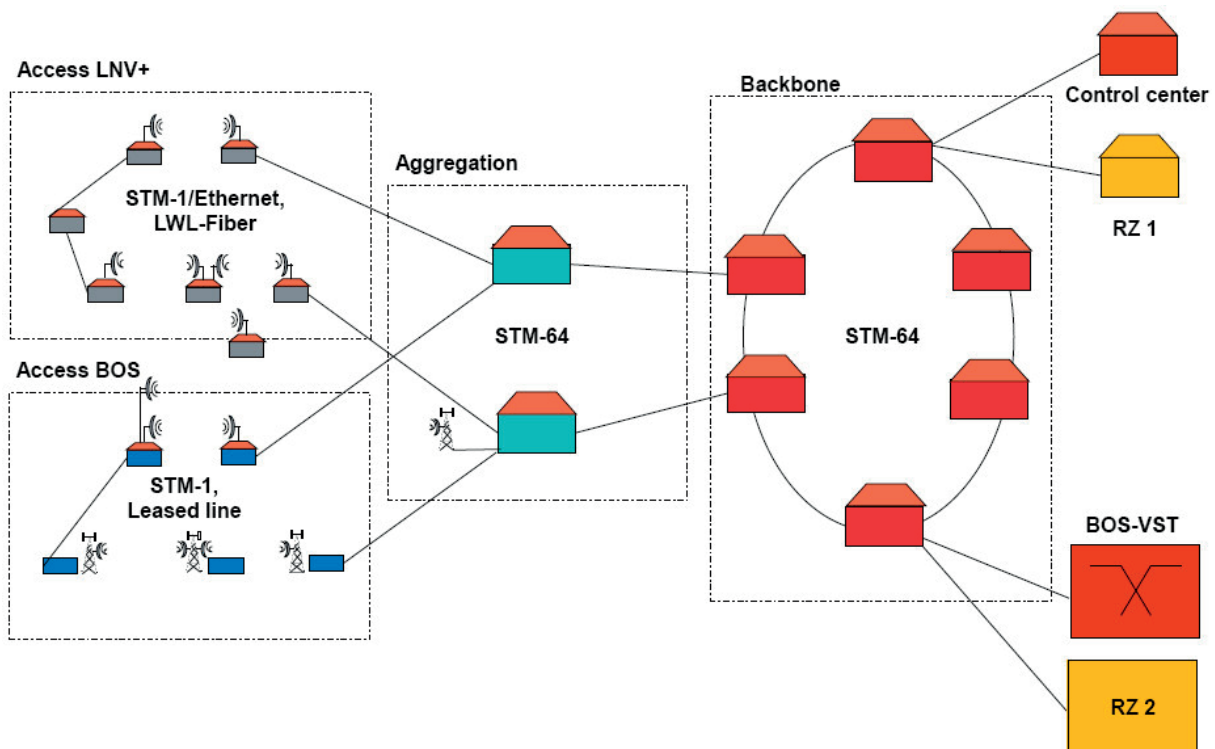 Access LNV+
STM-1/Ethernet,
LWL-Fiber
Access BOS
STM-1,
Leased line
Aggregation
STM-64
Backbone
STM-64
Control center
RZ 1
BOS-VST
RZ 2